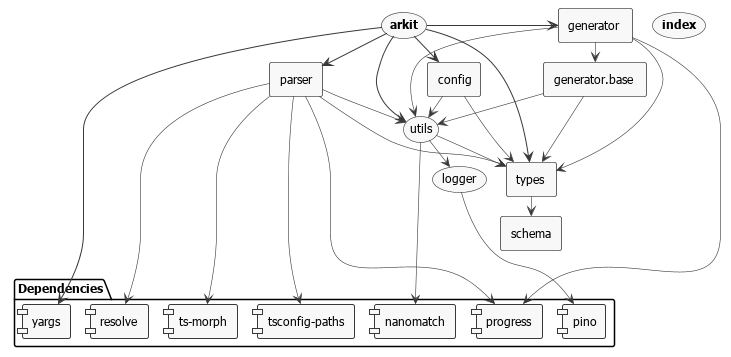 arkit
generator
index
parser
config
generator.base
utils
logger
types
schema
Dependencies
yargs
resolve
ts-morph
tsconfig-paths
nanomatch
progress
pino